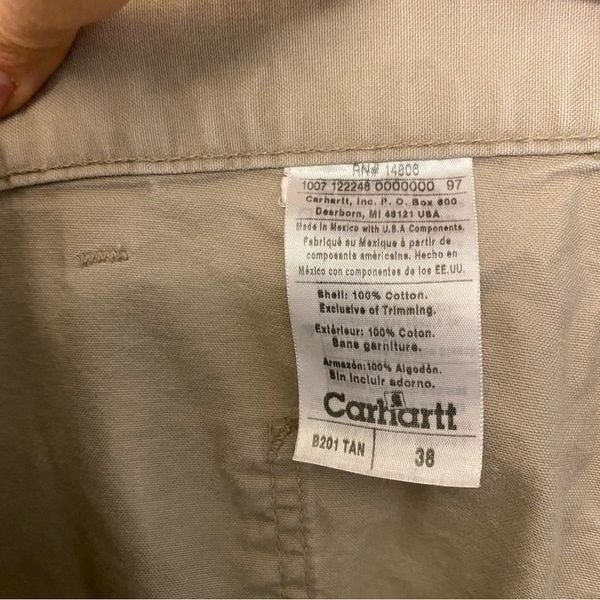 RN# 14806
1007 122248 0000000 97
Carhartt, Inc. P. O. Box 600
Dearborn, MI 48121 USA
Made in Mexico with U.S.A Components
Fabriqué au Mexique à partir de
composants américains. Hecho en
México con componentes de los EE.UU.
Shell: 100% Cotton.
Exclusive of Trimming.
Extérieur: 100% Coton.
Sans garniture.
Armazón: 100% Algodón.
Sin Incluir adorno.
Carhartt
B201 TAN
38